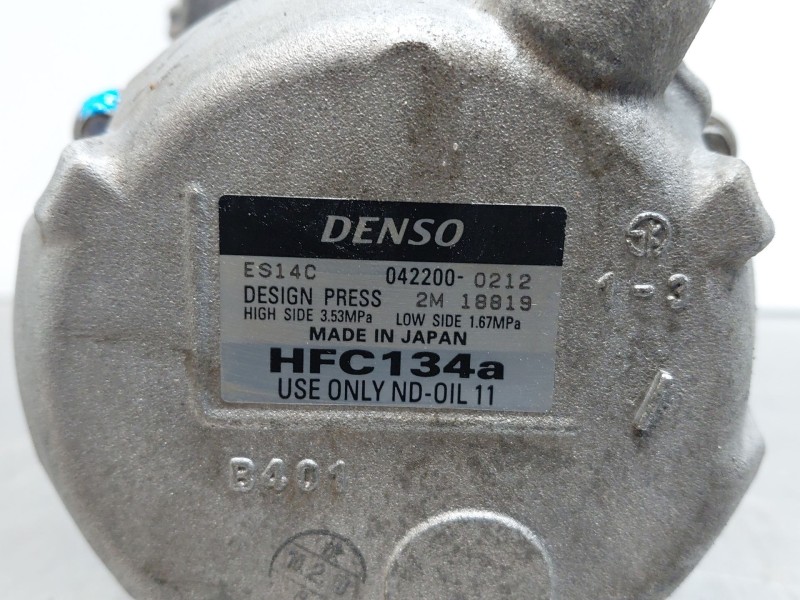 DENSO
ES14C 042200-0212
DESIGN PRESS 2M 18819
HIGH SIDE 3.53MPa LOW SIDE 1.67MPa
MADE IN JAPAN
HFC134a
USE ONLY ND-OIL 11
1-3
B401